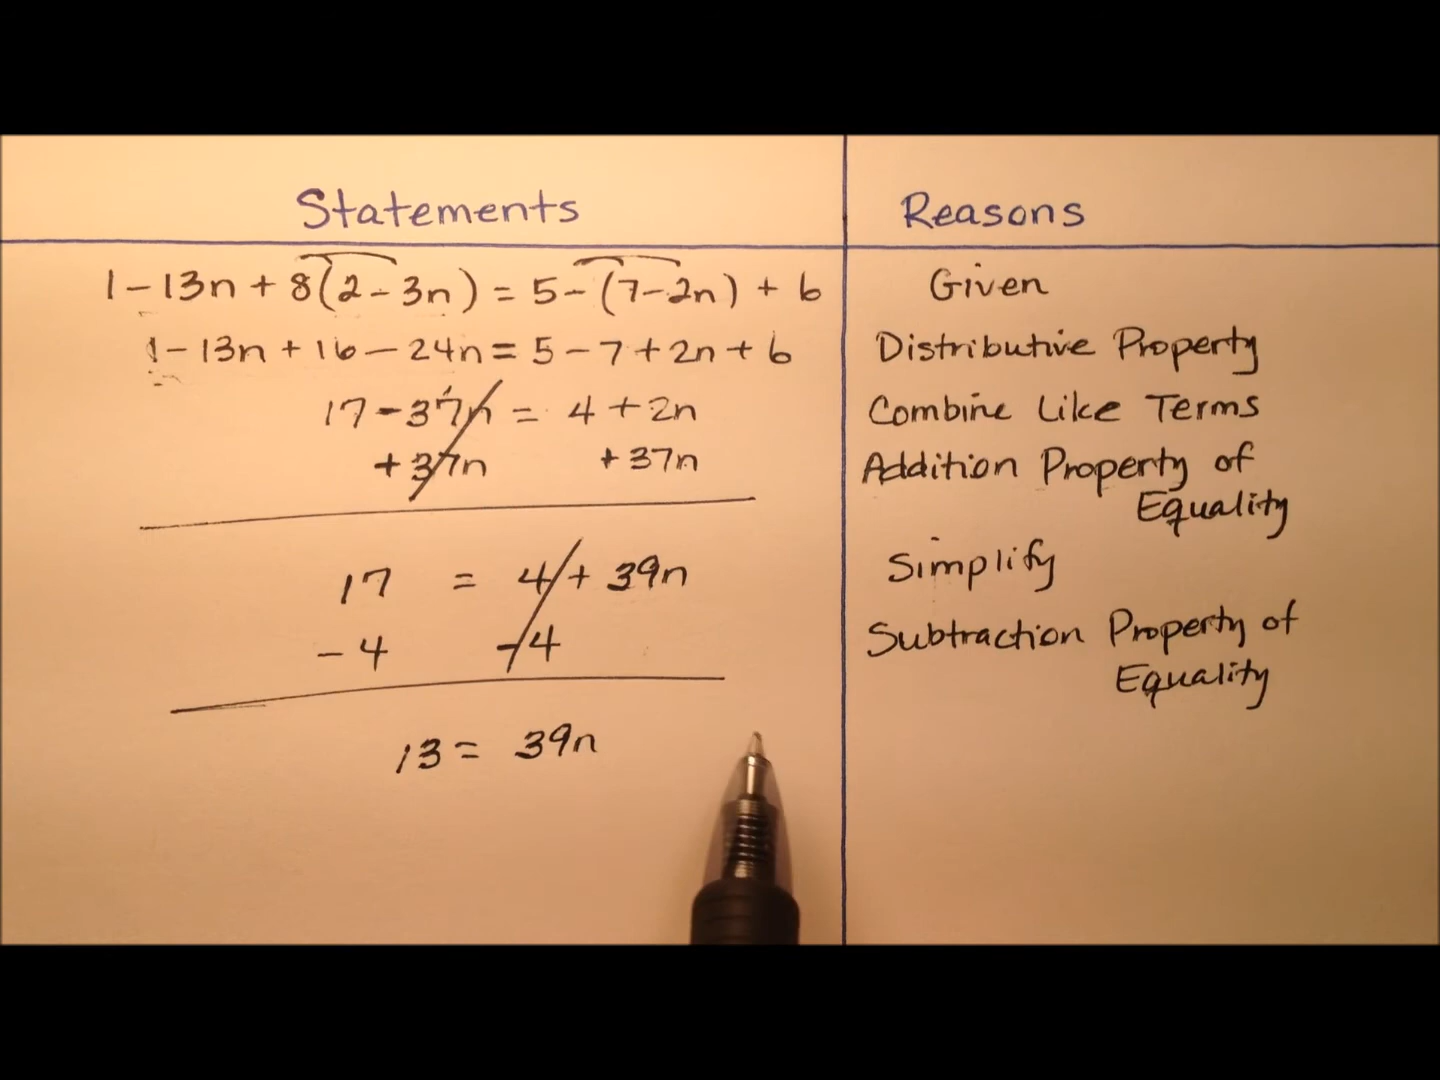 Statements Reasons
1 - 13n + 8(2 - 3n) = 5 - (7 - 2n) + 6 Given
1 - 13n + 16 - 24n = 5 - 7 + 2n + 6 Distributive Property
17 - 37n = 4 + 2n Combine Like Terms
+ 37n + 37n Addition Property of
Equality
17 = 4 + 39n Simplify
- 4 - 4 Subtraction Property of
Equality
13 = 39n